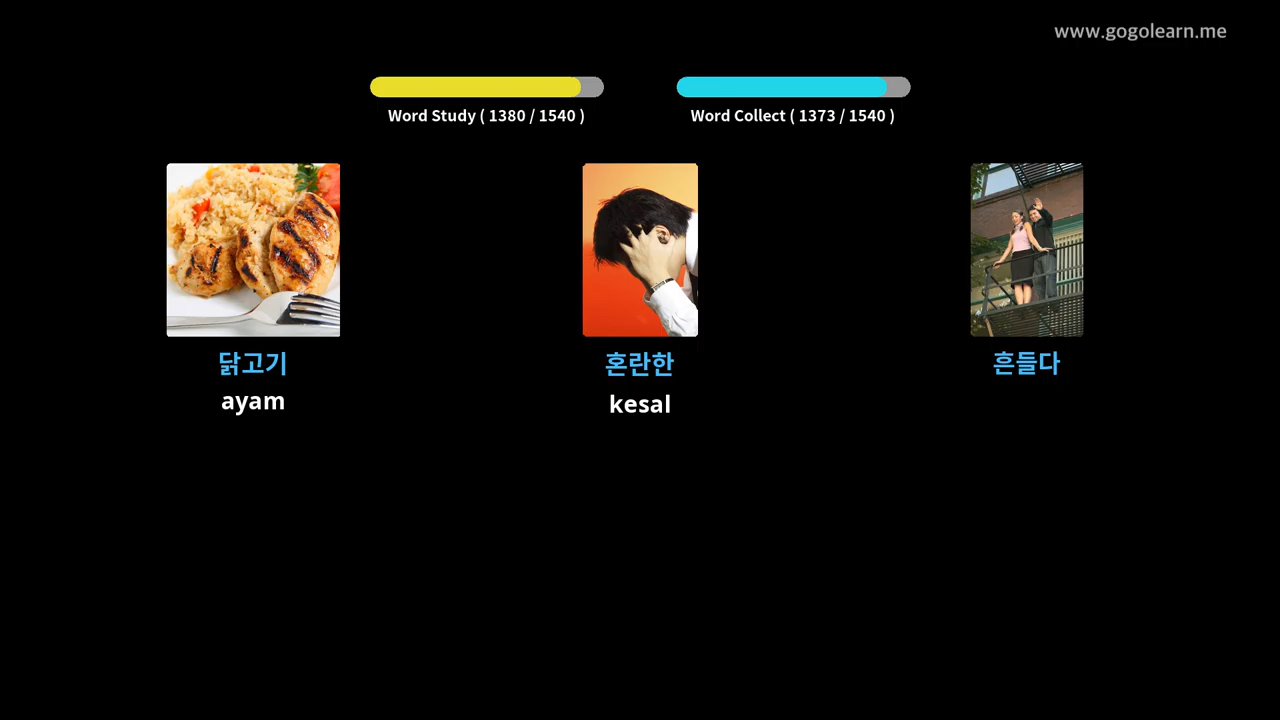 www.gogolearn.me
Word Study ( 1380 / 1540 )
Word Collect ( 1373 / 1540 )
닭고기
ayam
혼란한
kesal
흔들다